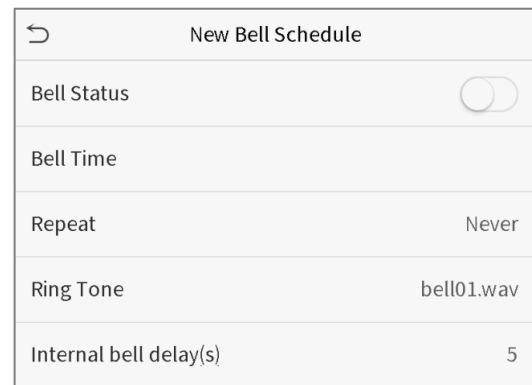 New Bell Schedule
Bell Status
Bell Time
Repeat Never
Ring Tone bell01.wav
Internal bell delay(s) 5